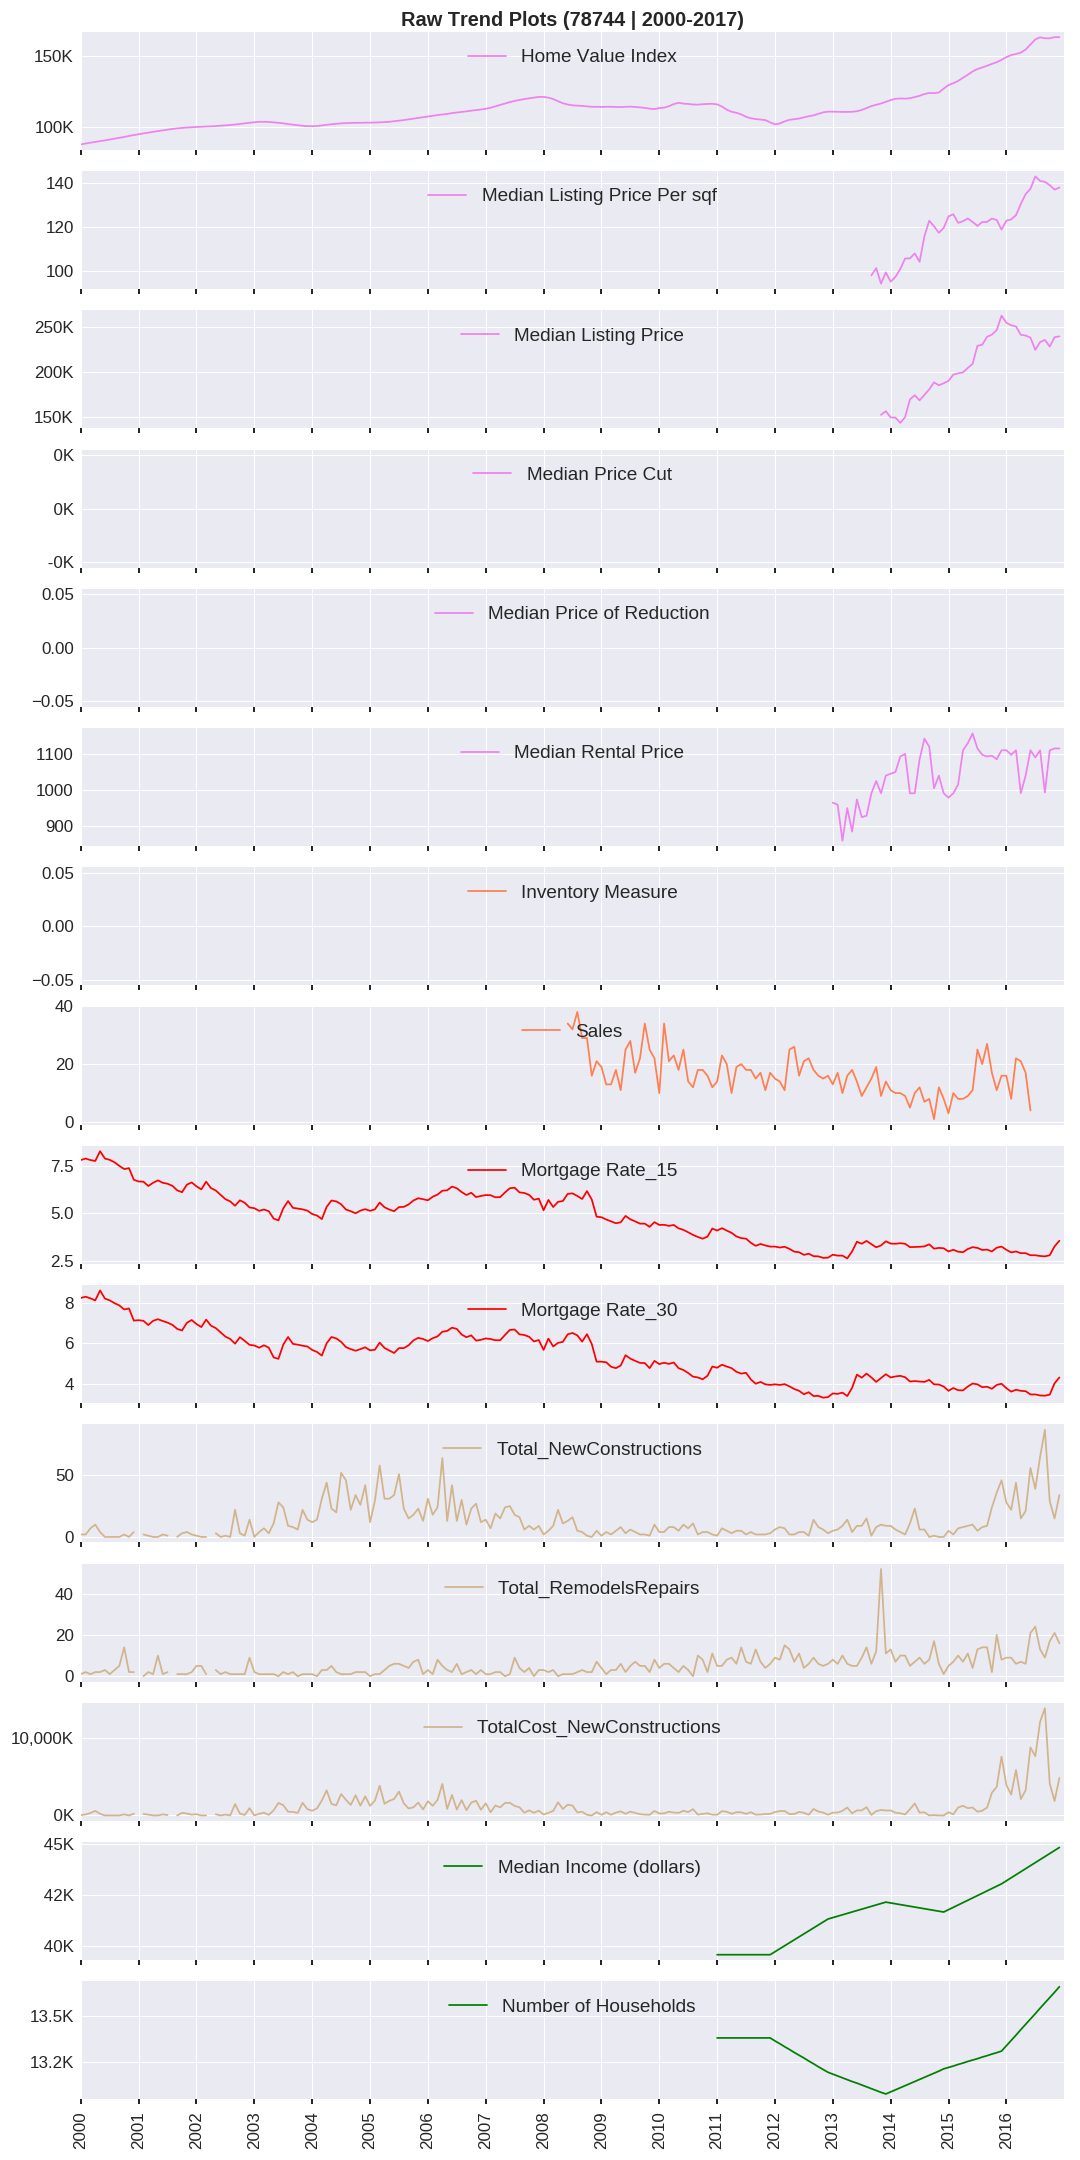 Raw Trend Plots (78744 | 2000-2017)
Home Value Index
150K
100K
Median Listing Price Per sqf
140
120
100
Median Listing Price
250K
200K
150K
Median Price Cut
0K
0K
-0K
Median Price of Reduction
0.05
0.00
−0.05
Median Rental Price
1100
1000
900
Inventory Measure
0.05
0.00
−0.05
Sales
40
20
0
Mortgage Rate_15
7.5
5.0
2.5
Mortgage Rate_30
8
6
4
Total_NewConstructions
50
0
Total_RemodelsRepairs
40
20
0
TotalCost_NewConstructions
10,000K
0K
Median Income (dollars)
45K
42K
40K
Number of Households
13.5K
13.2K
2000
2001
2002
2003
2004
2005
2006
2007
2008
2009
2010
2011
2012
2013
2014
2015
2016